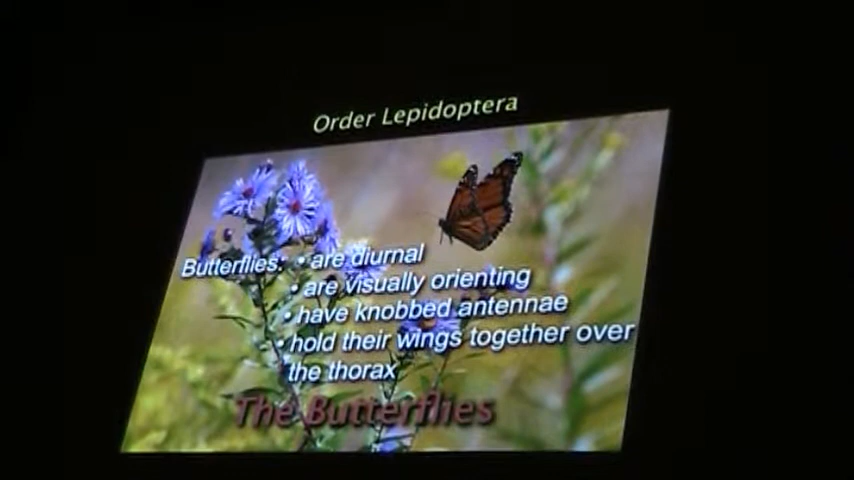 Order Lepidoptera
Butterflies: • are diurnal
• are visually orienting
• have knobbed antennae
• hold their wings together over
the thorax
The Butterflies